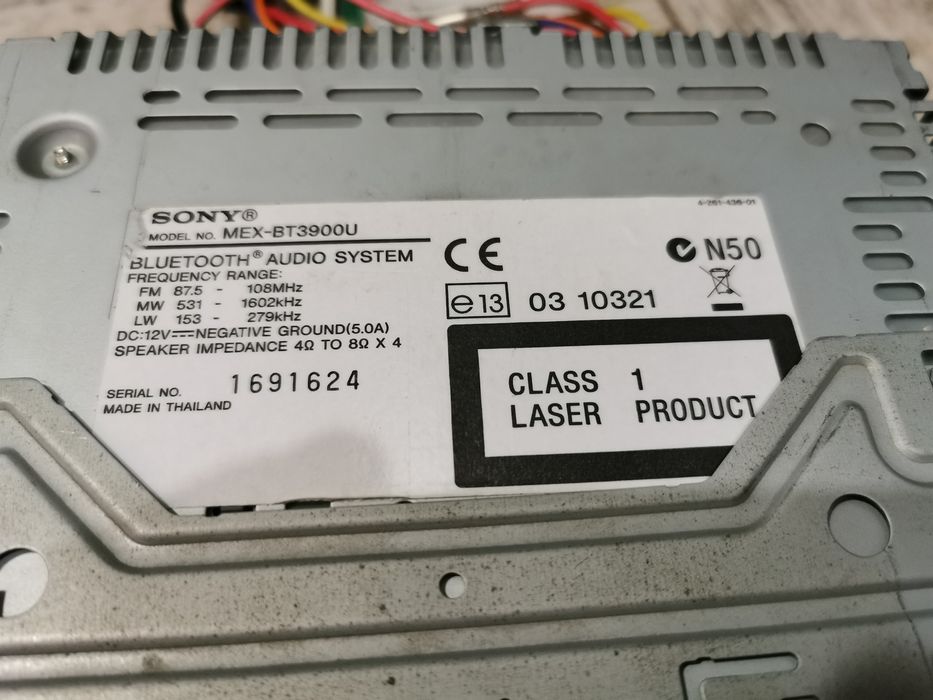 4-261-436-01
SONY®
MODEL NO. MEX-BT3900U
BLUETOOTH® AUDIO SYSTEM
FREQUENCY RANGE:
FM 87.5 - 108MHz
MW 531 - 1602kHz
LW 153 - 279kHz
DC:12V⎓NEGATIVE GROUND(5.0A)
SPEAKER IMPEDANCE 4Ω TO 8Ω X 4
SERIAL NO. 1691624
MADE IN THAILAND
CE
N50
e13 03 10321
CLASS 1
LASER PRODUCT